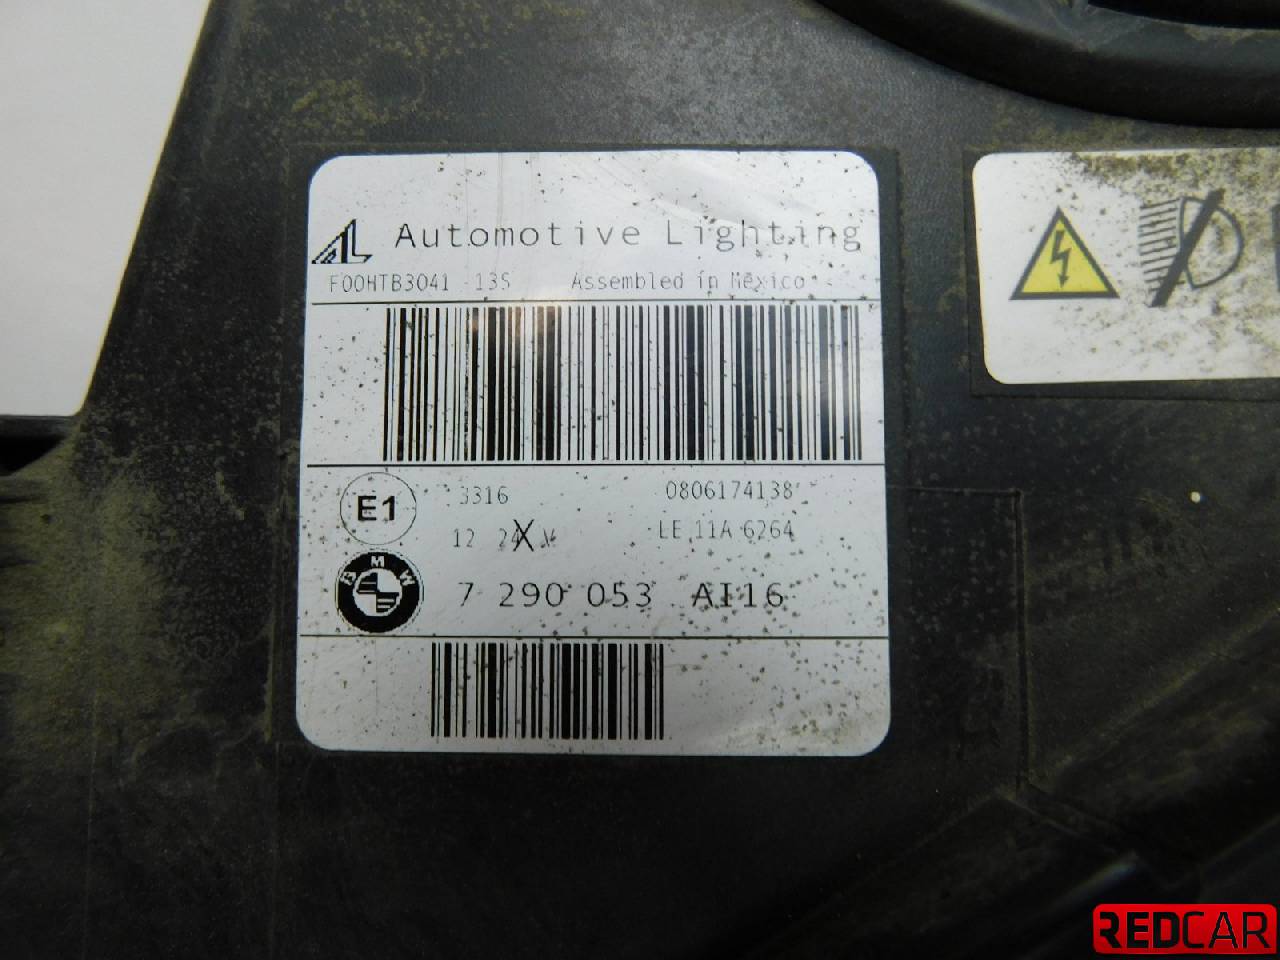 AL Automotive Lighting
F00HTB3041 13S Assembled in Mexico
E1 3316 0806174138
12 24 V LE 11A 6264
BMW 7 290 053 AI16
REDCAR